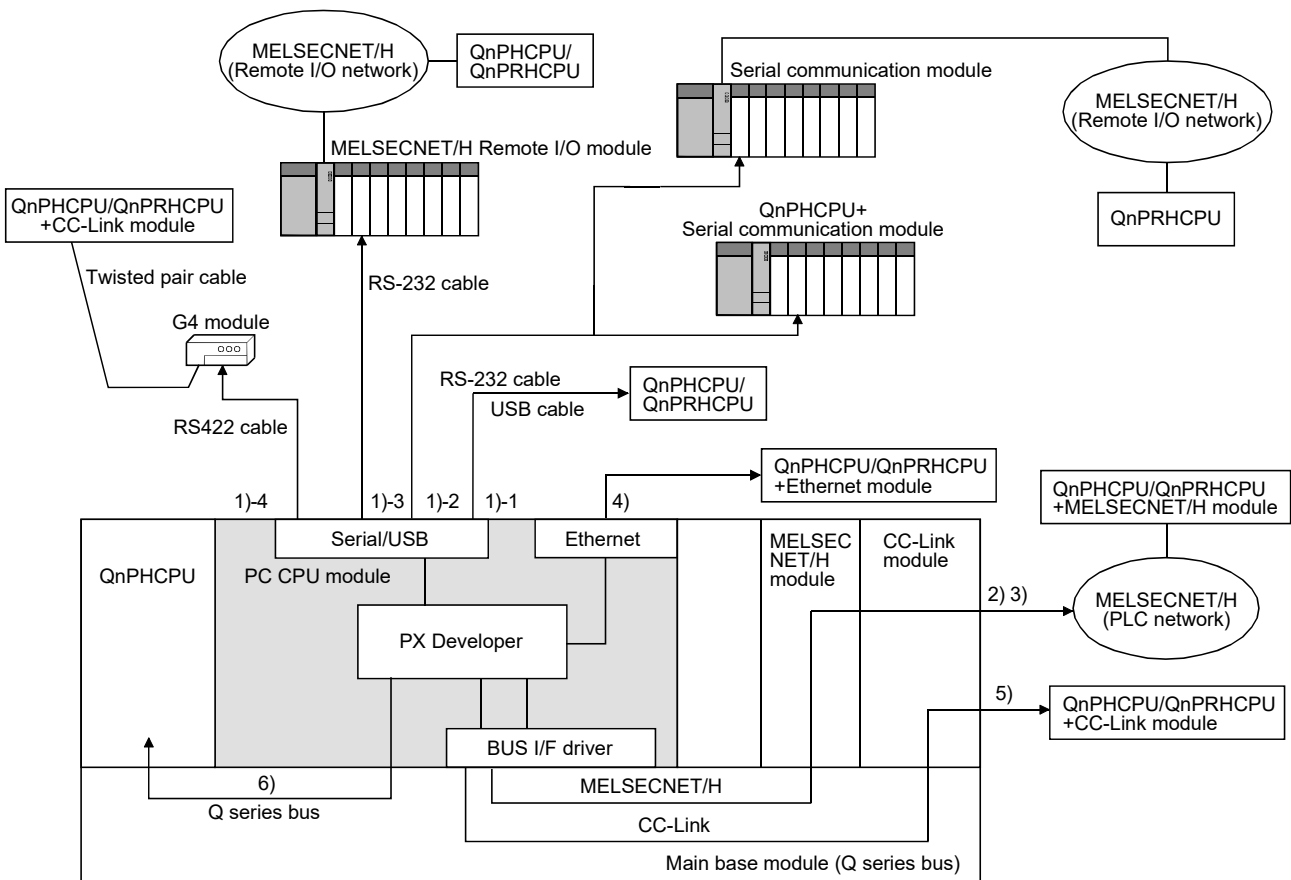 MELSECNET/H
(Remote I/O network)
QnPHCPU/
QnPRHCPU
Serial communication module
MELSECNET/H
(Remote I/O network)
MELSECNET/H Remote I/O module
QnPHCPU/QnPRHCPU
+CC-Link module
QnPRHCPU
QnPHCPU+
Serial communication module
Twisted pair cable
RS-232 cable
G4 module
RS-232 cable
USB cable
QnPHCPU/
QnPRHCPU
RS422 cable
QnPHCPU/QnPRHCPU
+Ethernet module
QnPHCPU/QnPRHCPU
+MELSECNET/H module
1)-4
1)-3
1)-2
1)-1
4)
Serial/USB
Ethernet
MELSEC
NET/H
module
CC-Link
module
QnPHCPU
PC CPU module
2) 3)
MELSECNET/H
(PLC network)
PX Developer
5)
QnPHCPU/QnPRHCPU
+CC-Link module
BUS I/F driver
6)
Q series bus
MELSECNET/H
CC-Link
Main base module (Q series bus)